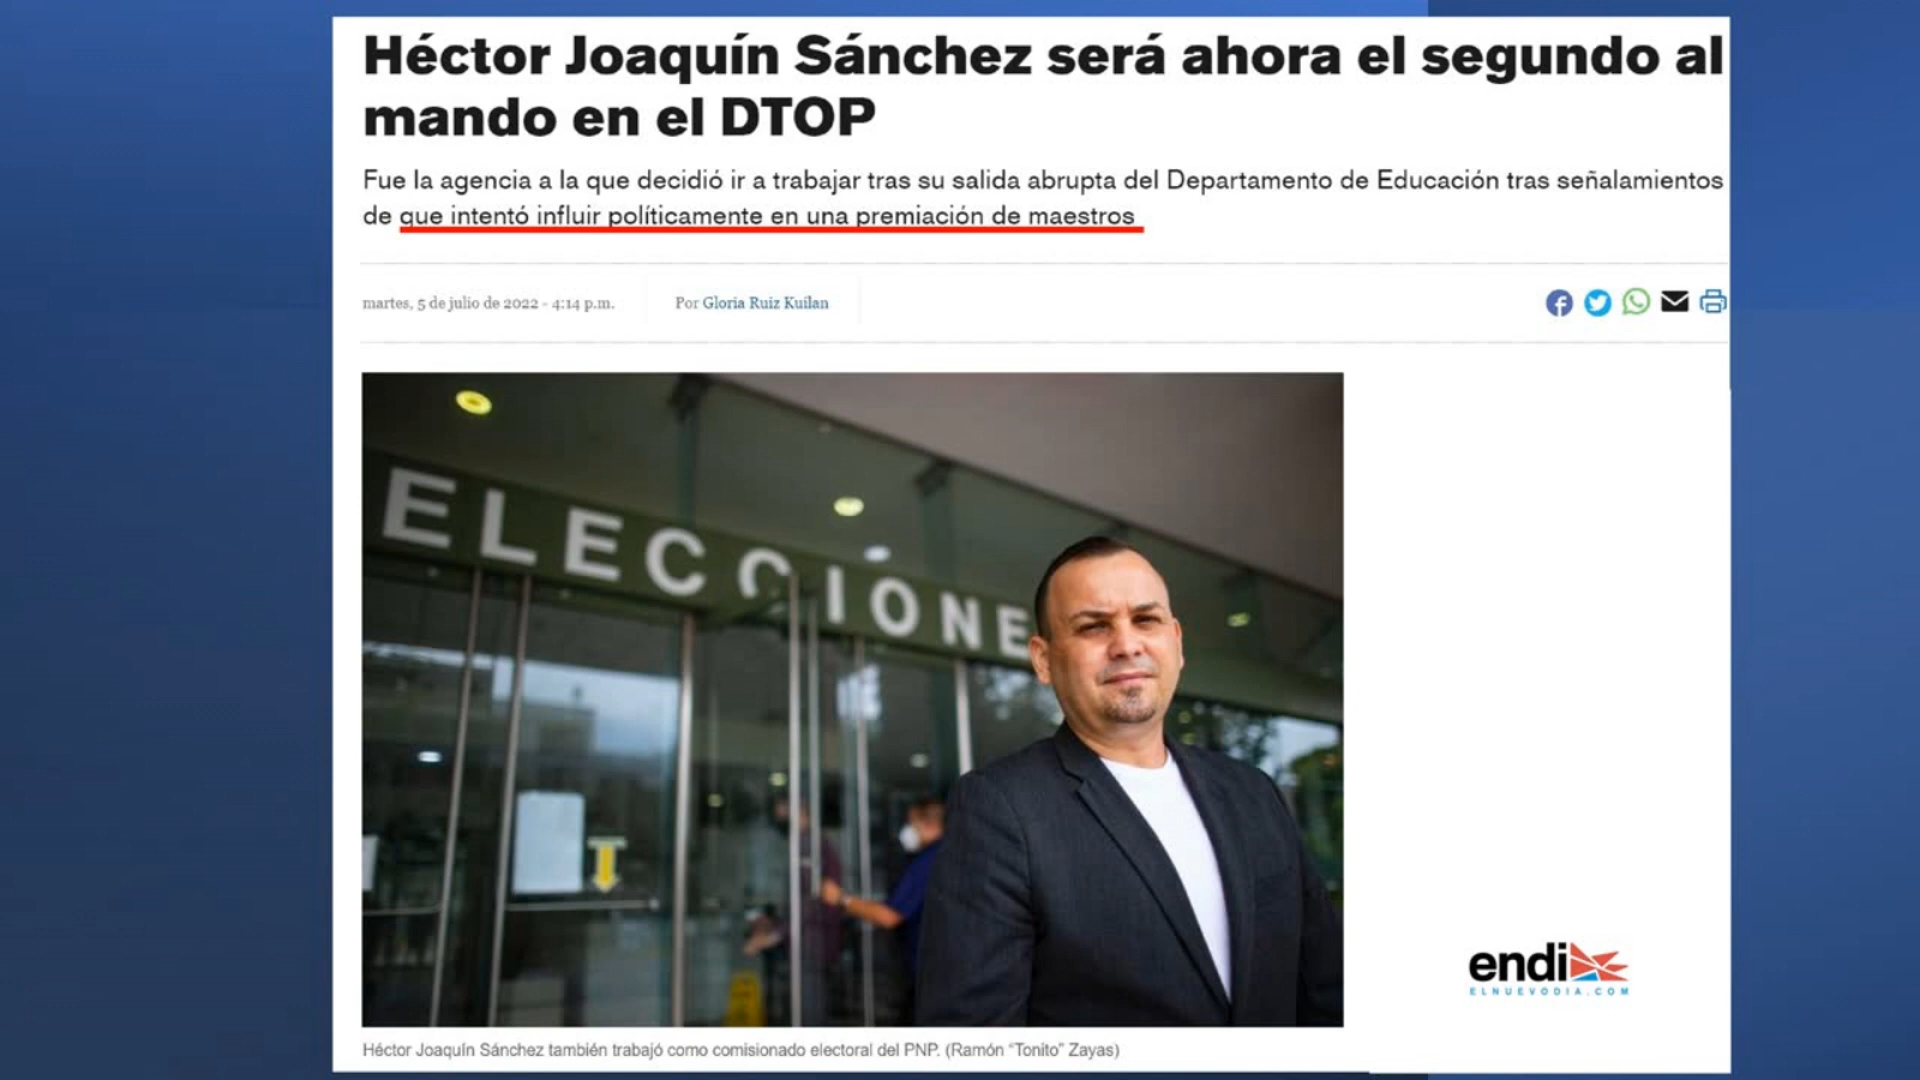 Héctor Joaquín Sánchez será ahora el segundo al
mando en el DTOP
Fue la agencia a la que decidió ir a trabajar tras su salida abrupta del Departamento de Educación tras señalamientos
de que intentó influir políticamente en una premiación de maestros
martes, 5 de julio de 2022 - 4:14 p.m.
Por Gloria Ruiz Kuilan
ELECCIONE
endi
ELNUEVODIA.COM
Héctor Joaquín Sánchez también trabajó como comisionado electoral del PNP. (Ramón “Tonito” Zayas)